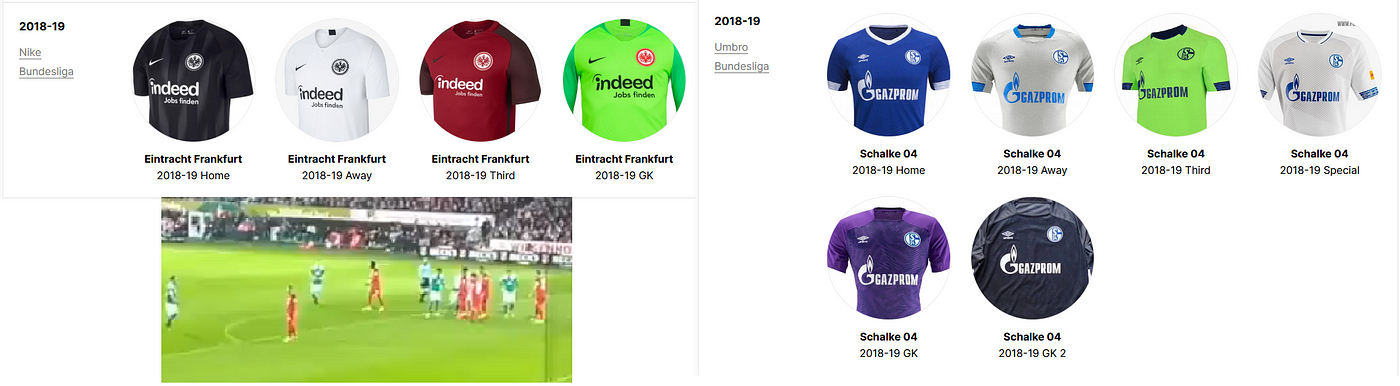 2018-19
Nike
Bundesliga
indeed
Jobs finden
indeed
Jobs finden
indeed
Jobs finden
indeed
Jobs finden
Eintracht Frankfurt
2018-19 Home
Eintracht Frankfurt
2018-19 Away
Eintracht Frankfurt
2018-19 Third
Eintracht Frankfurt
2018-19 GK
2018-19
Umbro
Bundesliga
GAZPROM
GAZPROM
GAZPROM
GAZPROM
Schalke 04
2018-19 Home
Schalke 04
2018-19 Away
Schalke 04
2018-19 Third
Schalke 04
2018-19 Special
GAZPROM
GAZPROM
Schalke 04
2018-19 GK
Schalke 04
2018-19 GK 2